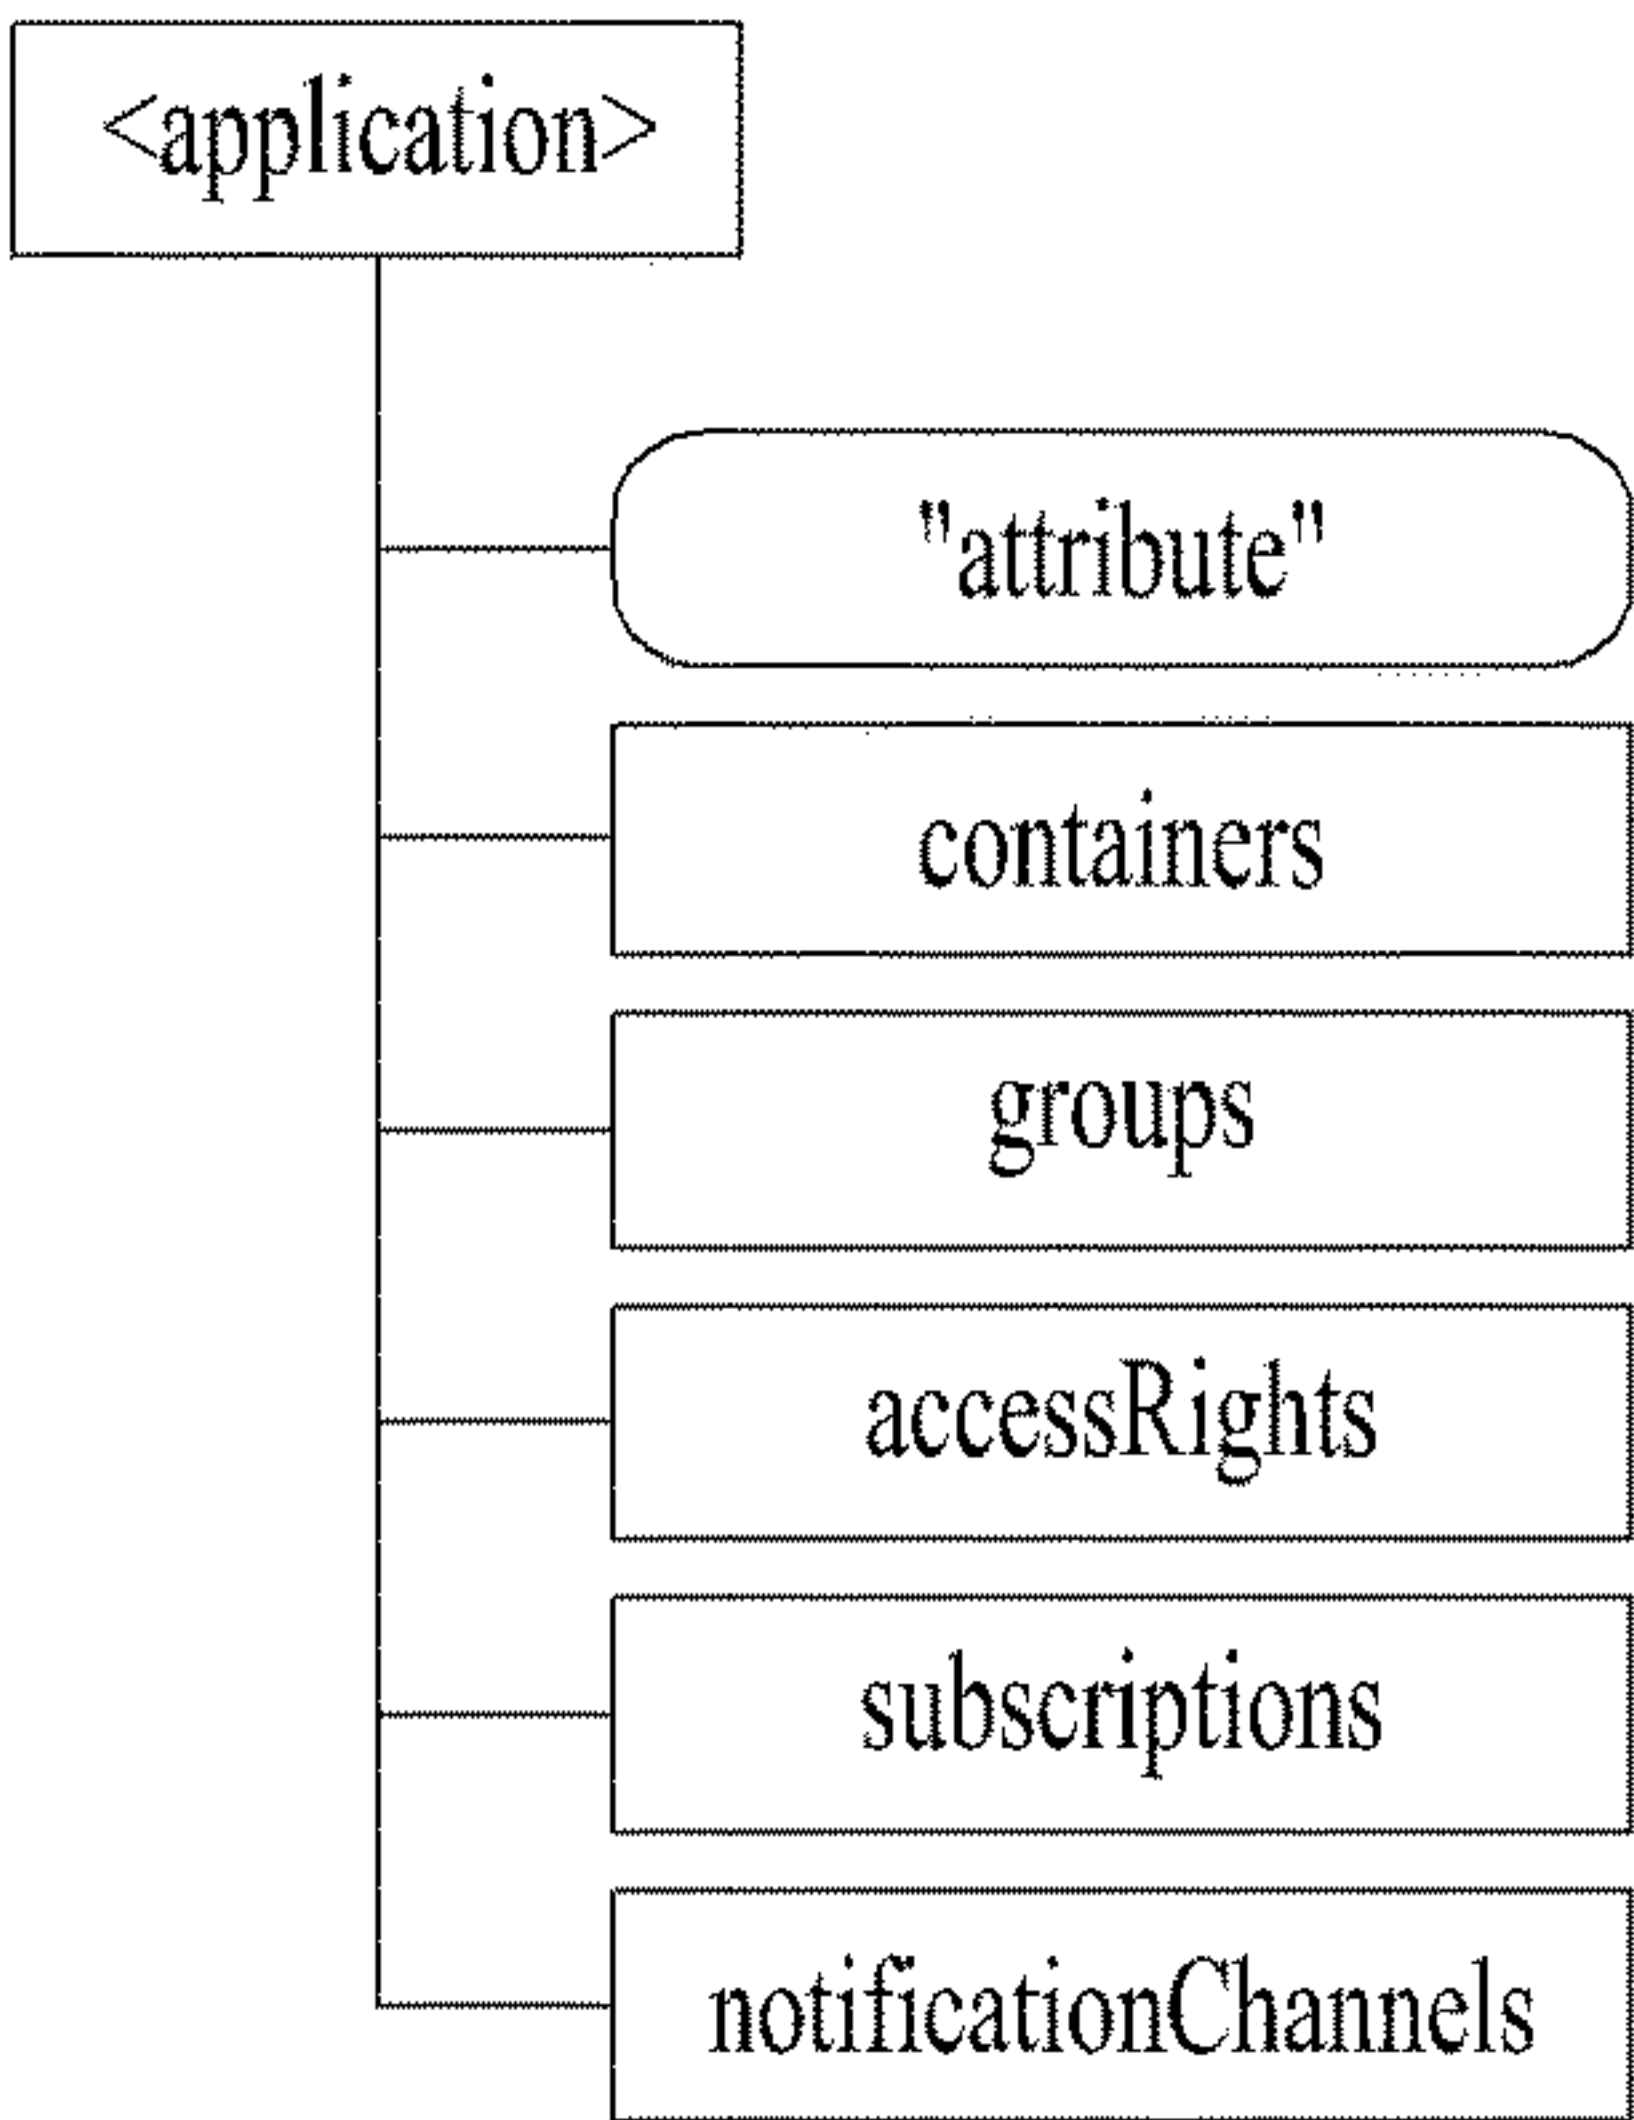 <application>
"attribute"
containers
groups
accessRights
subscriptions
notificationChannels